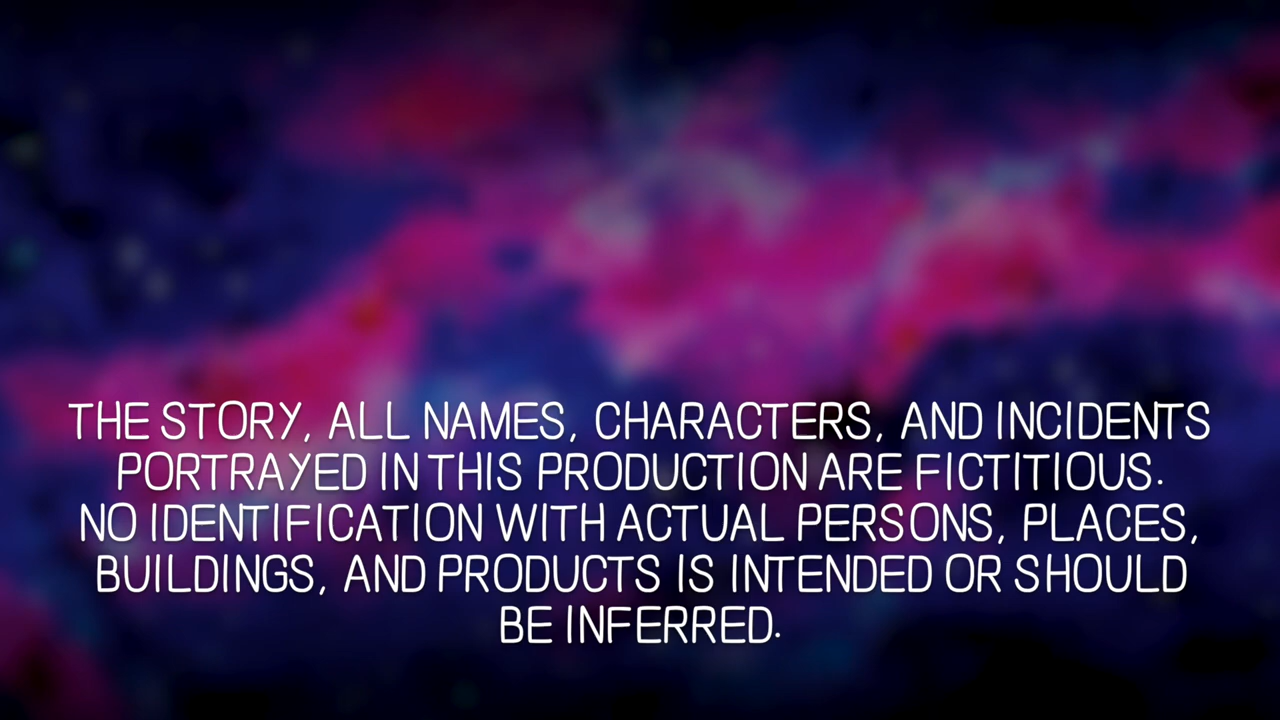 THE STORY, ALL NAMES, CHARACTERS, AND INCIDENTS
PORTRAYED IN THIS PRODUCTION ARE FICTITIOUS.
NO IDENTIFICATION WITH ACTUAL PERSONS, PLACES,
BUILDINGS, AND PRODUCTS IS INTENDED OR SHOULD
BE INFERRED.